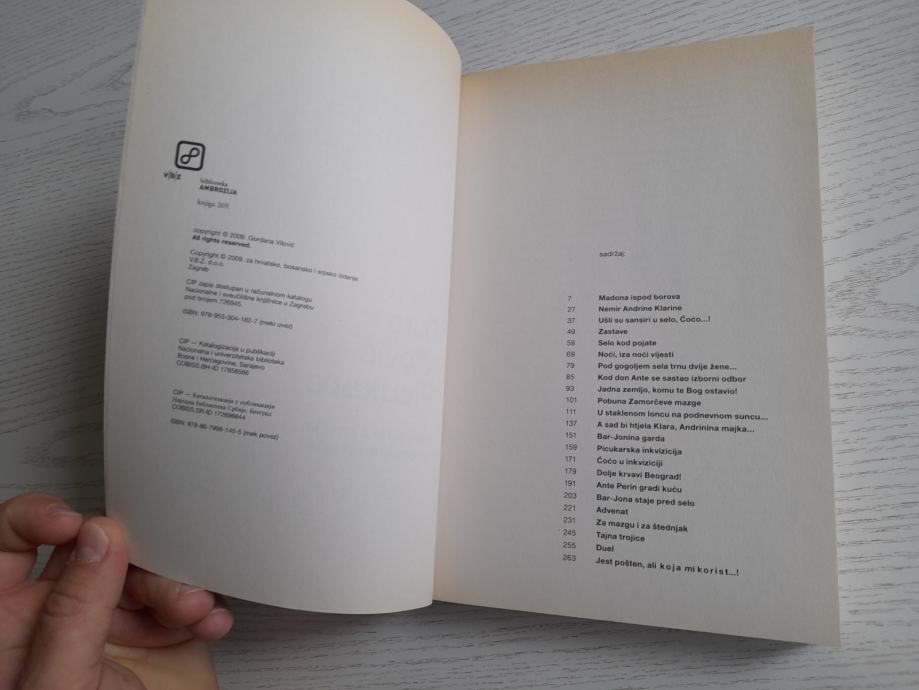 v|b|z
biblioteka
AMBROZIJA
knjiga 269
copyright © 2009. Gordana Vilović
All rights reserved.
Copyright © 2009. za hrvatsko, bosansko i srpsko izdanje:
V.B.Z. d.o.o.
Zagreb
CIP zapis dostupan u računalnom katalogu
Nacionalne i sveučilišne knjižnice u Zagrebu
pod brojem 726945.
ISBN: 978-953-304-182-7 (meki uvez)
CIP – Katalogizacija u publikaciji
Nacionalna i univerzitetska biblioteka
Bosne i Hercegovine, Sarajevo
COBISS.BH-ID 17658566
CIP – Каталогизација у публикацији
Народна библиотека Србије, Београд
COBISS.SR-ID 172696844
ISBN: 978-86-7998-145-5 (mek povez)
sadržaj:
7 Madona ispod borova
27 Nemir Andrine Klarine
37 Ušli su sansiri u selo, Ćoćo...!
49 Zastave
59 Selo kod pojate
69 Noći, iza noći vijesti
79 Pod gogoljem sela trnu dvije žene...
85 Kod don Ante se sastao izborni odbor
93 Jadna zemljo, komu te Bog ostavio!
101 Pobuna Zamorčeve mazge
111 U staklenom loncu na podnevnom suncu...
137 A sad bi htjela Klara, Andrinina majka...
151 Bar-Jonina garda
159 Picukarska inkvizicija
171 Ćoćo u inkviziciji
179 Dolje krvavi Beograd!
191 Ante Perin gradi kuću
203 Bar-Jona staje pred selo
221 Advenat
231 Za mazgu i za štednjak
245 Tajna trojice
255 Duel
263 Jest pošten, ali koja mi korist...!